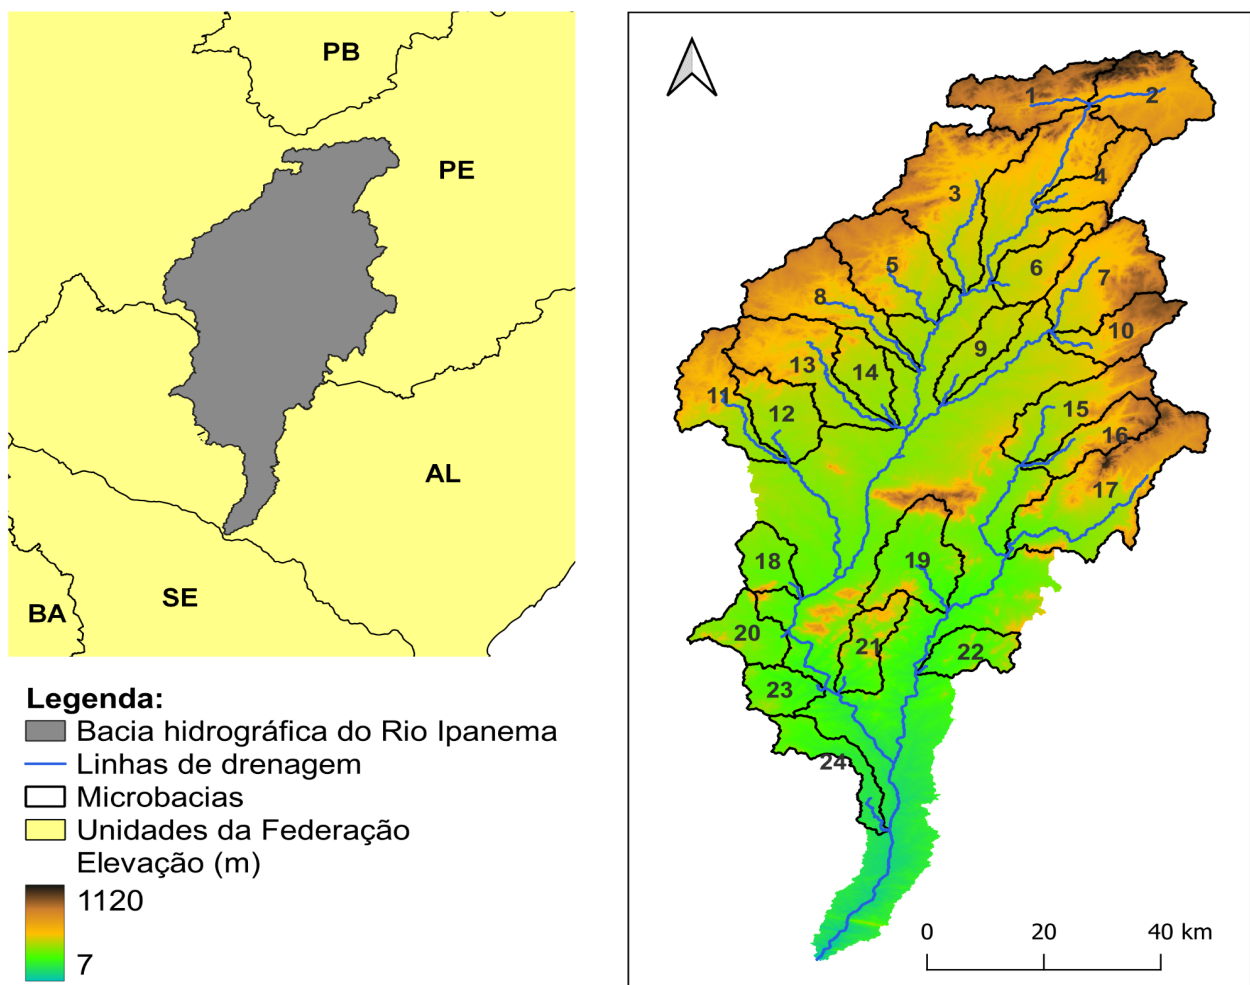 PB
PE
AL
SE
BA
Legenda:
Bacia hidrográfica do Rio Ipanema
Linhas de drenagem
Microbacias
Unidades da Federação
Elevação (m)
1120
7
1
2
3
4
5
6
7
8
9
10
11
12
13
14
15
16
17
18
19
20
21
22
23
24
0 20 40 km